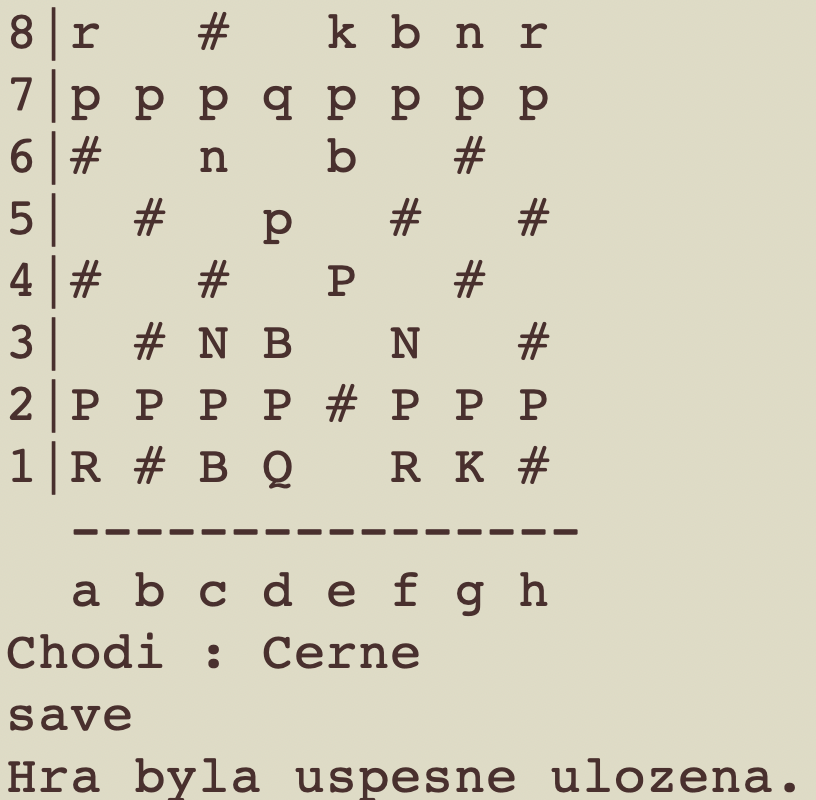 8|r   #   k b n r
7|p p p q p p p p
6|#   n   b   #
5|  #   p   #   #
4|#   #   P   #
3|  # N B   N   #
2|P P P P # P P P
1|R # B Q   R K #
  ----------------
  a b c d e f g h
Chodi : Cerne
save
Hra byla uspesne ulozena.